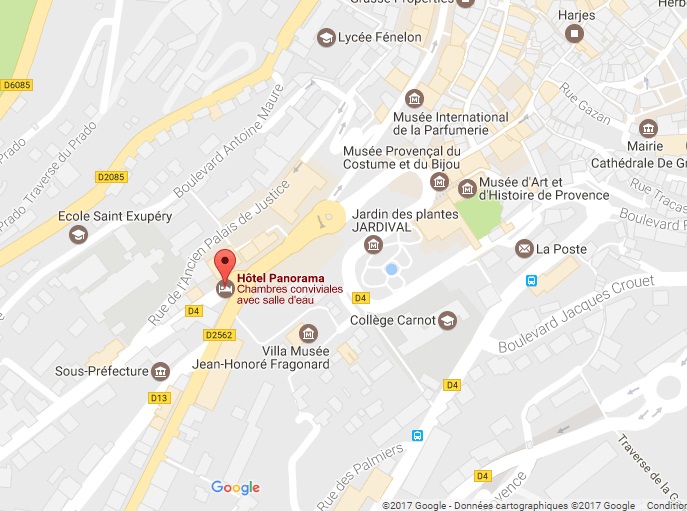 Grasse Properties
Harjes
Herbo
Lycée Fénelon
D6085
Rue Gazan
Musée International
de la Parfumerie
Boulevard Antoine Maure
Mairie
Musée Provençal du
Costume et du Bijou
Cathédrale De Gr
Prado
Traverse du Prado
D2085
Musée d'Art et
d'Histoire de Provence
Rue Tracas
Ecole Saint Exupéry
Jardin des plantes
JARDIVAL
Rue de l'Ancien Palais de Justice
La Poste
Hôtel Panorama
Chambres conviviales
avec salle d'eau
D4
D4
Boulevard Jacques Crouet
Collège Carnot
D2562
Villa Musée
Jean-Honoré Fragonard
Sous-Préfecture
D13
D4
Rue des Palmiers
D4
Traverse de la G
Google
©2017 Google - Données cartographiques ©2017 Google
Condition